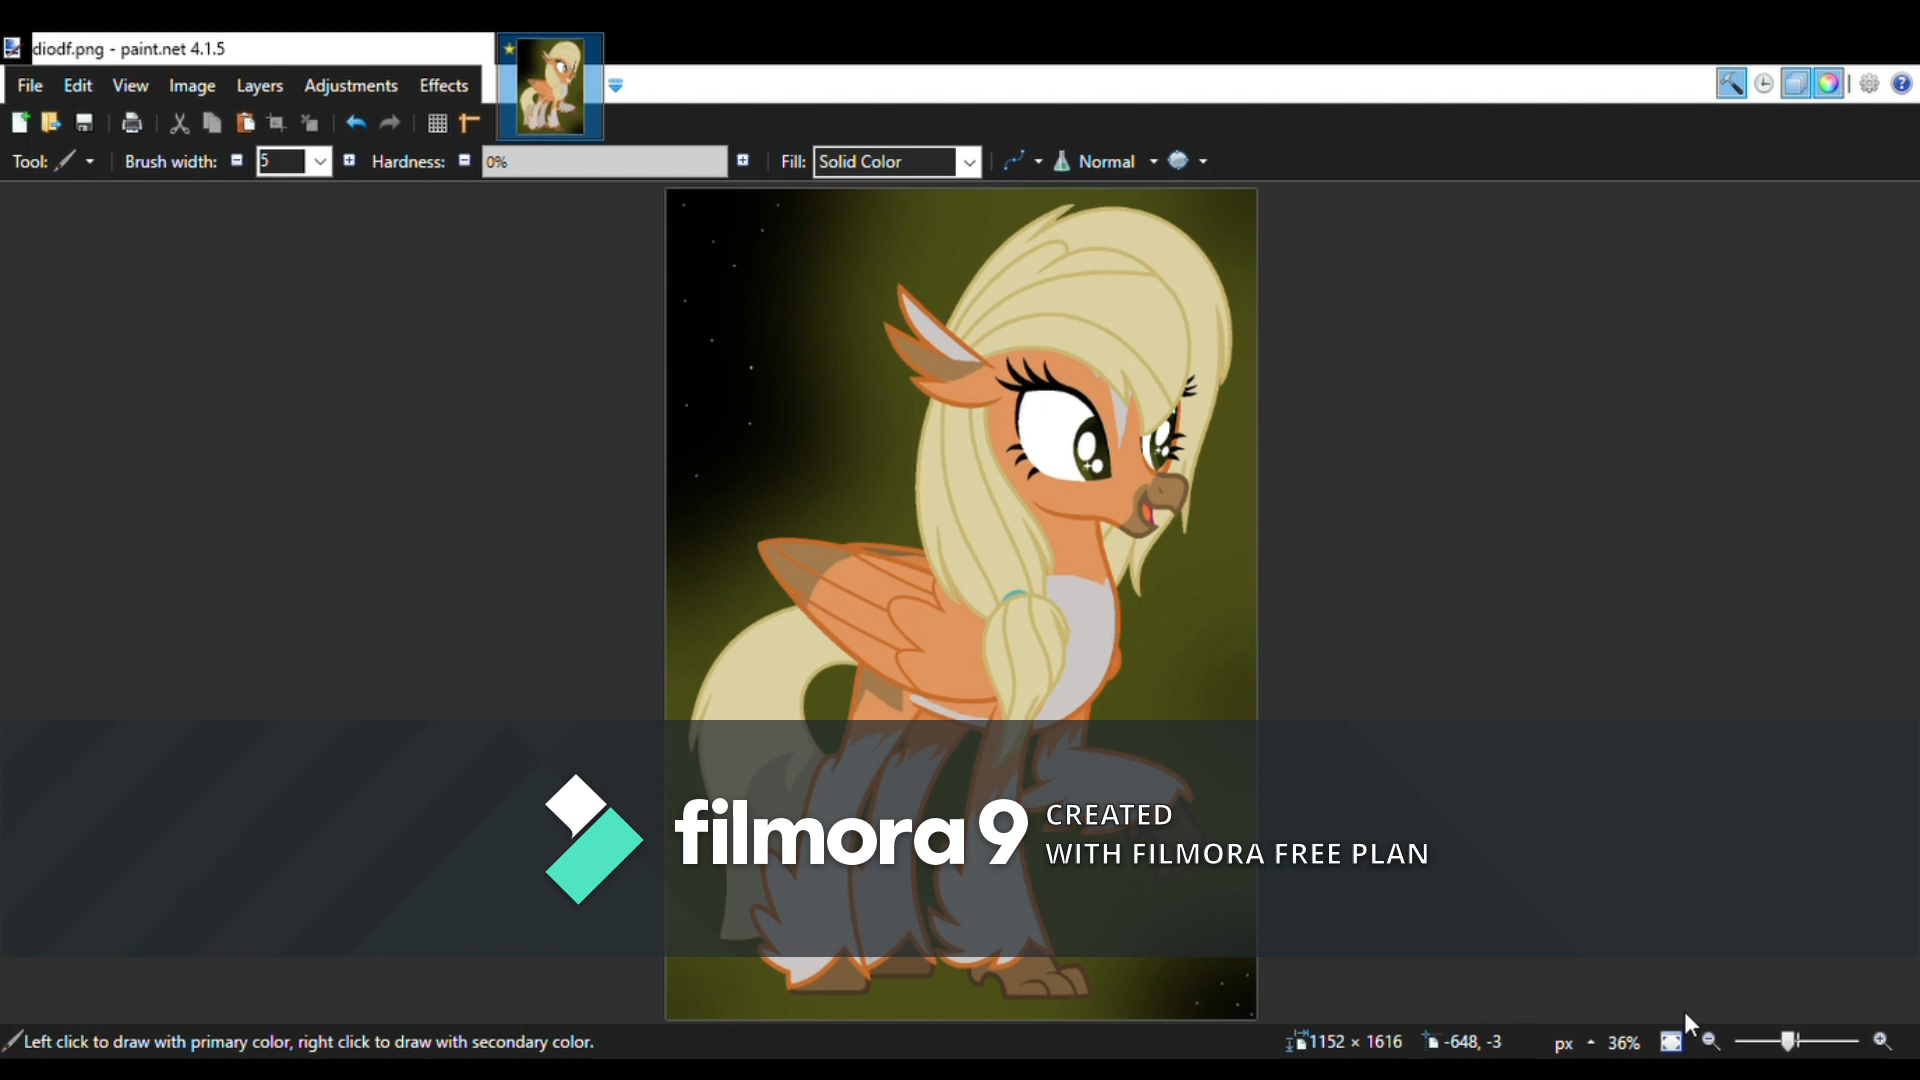 diodf.png - paint.net 4.1.5
File Edit View Image Layers Adjustments Effects
Tool: Brush width: 5 Hardness: 0% Fill: Solid Color Normal
filmora9 CREATED
WITH FILMORA FREE PLAN
Left click to draw with primary color, right click to draw with secondary color. 1152 × 1616 -648, -3 px 36%